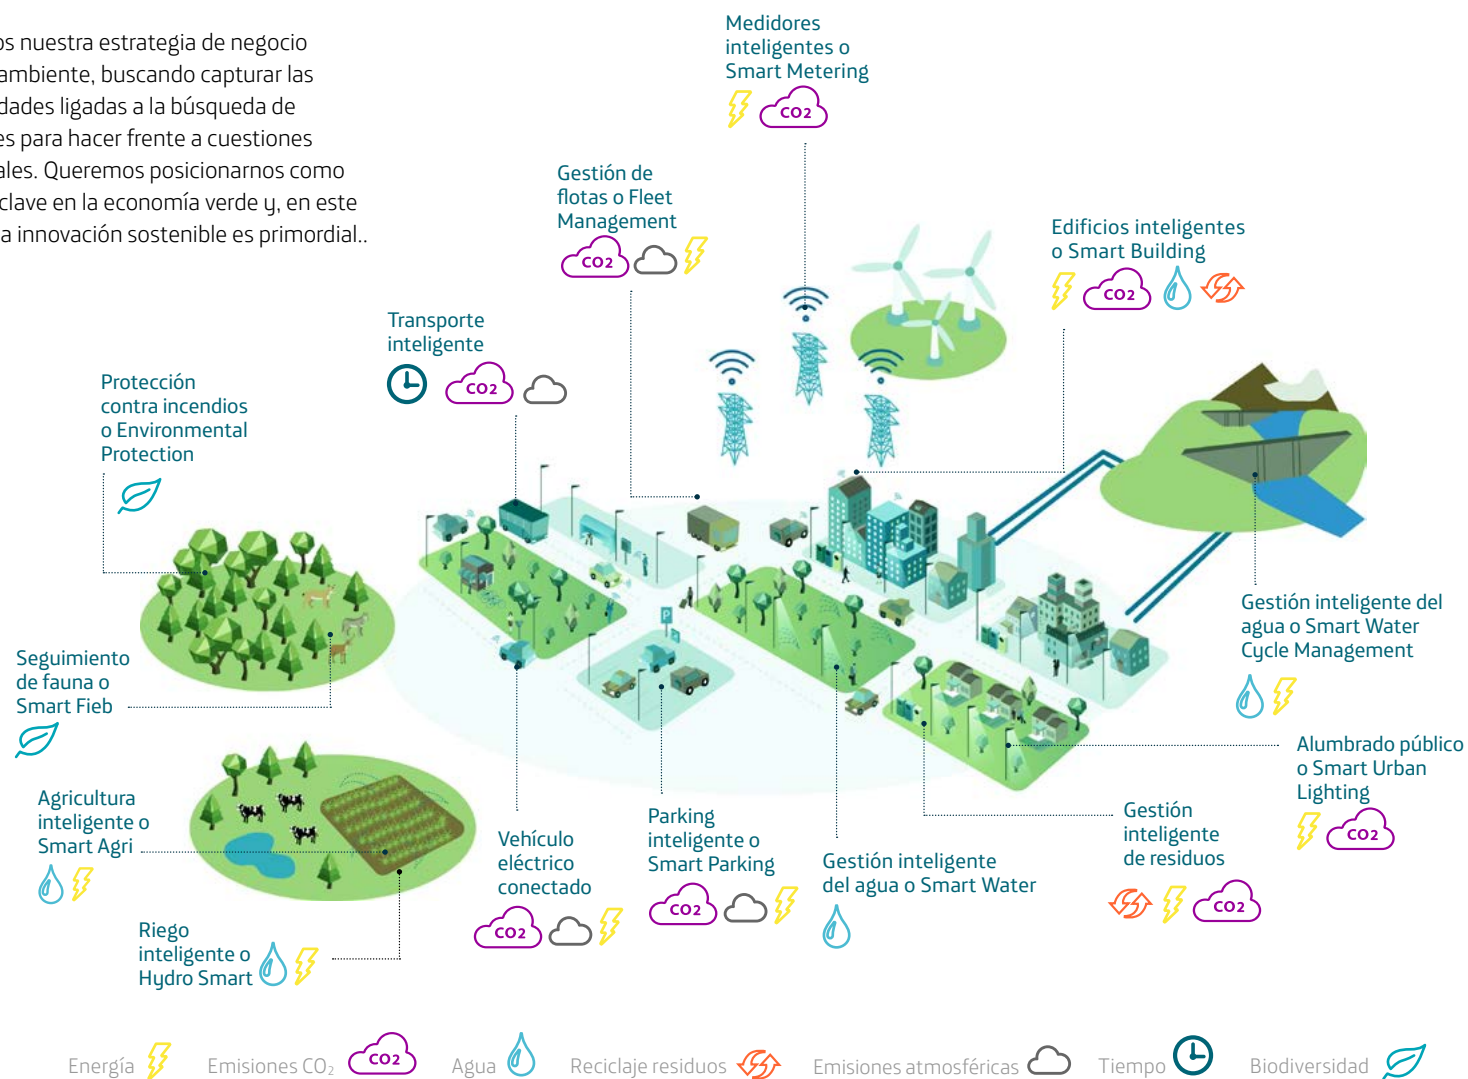 os nuestra estrategia de negocio
ambiente, buscando capturar las
dades ligadas a la búsqueda de
es para hacer frente a cuestiones
ales. Queremos posicionarnos como
clave en la economía verde y, en este
a innovación sostenible es primordial..
Medidores
inteligentes o
Smart Metering
CO2
Gestión de
flotas o Fleet
Management
CO2
Edificios inteligentes
o Smart Building
CO2
Transporte
inteligente
CO2
Protección
contra incendios
o Environmental
Protection
P
Seguimiento
de fauna o
Smart Fieb
Gestión inteligente del
agua o Smart Water
Cycle Management
Alumbrado público
o Smart Urban
Lighting
CO2
Agricultura
inteligente o
Smart Agri
Riego
inteligente o
Hydro Smart
Vehículo
eléctrico
conectado
CO2
Parking
inteligente o
Smart Parking
CO2
Gestión inteligente
del agua o Smart Water
Gestión
inteligente
de residuos
CO2
Energía
Emisiones CO₂
CO2
Agua
Reciclaje residuos
Emisiones atmosféricas
Tiempo
Biodiversidad